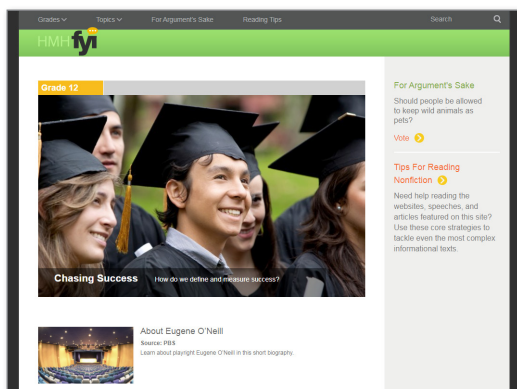 Grades Topics For Argument's Sake Reading Tips Search
HMH fyi
Grade 12
Chasing Success How do we define and measure success?
About Eugene O'Neill
Source: PBS
Learn about playright Eugene O'Neil in this short biography.
For Argument's Sake
Should people be allowed
to keep wild animals as
pets?
Vote
Tips For Reading
Nonfiction
Need help reading the
websites, speeches, and
articles featured on this site?
Use these core strategies to
tackle even the most complex
informational texts.